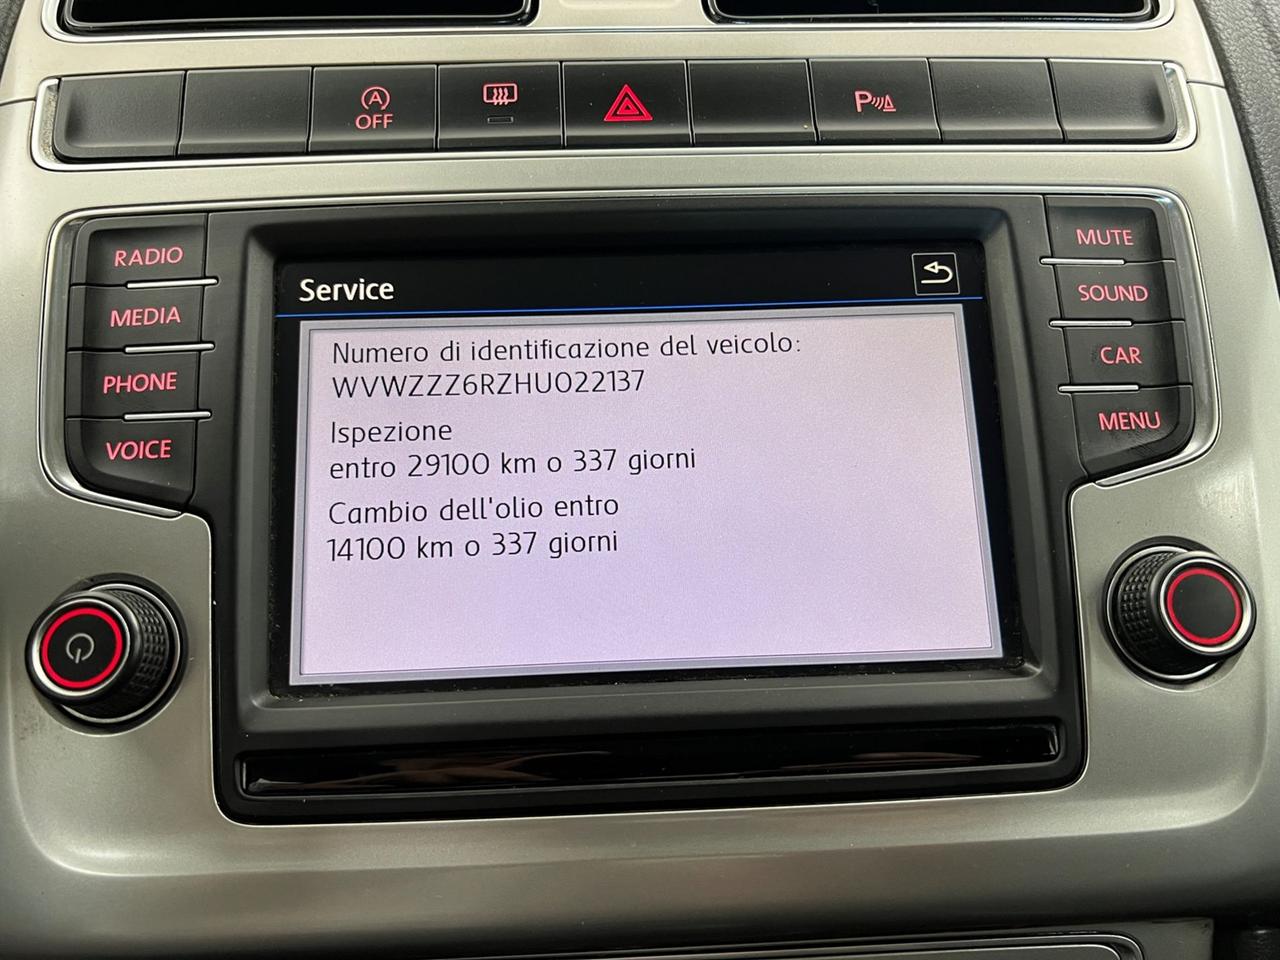 A
OFF
P
RADIO
MEDIA
PHONE
VOICE
MUTE
SOUND
CAR
MENU
Service
Numero di identificazione del veicolo:
WVWZZZ6RZHU022137
Ispezione
entro 29100 km o 337 giorni
Cambio dell'olio entro
14100 km o 337 giorni